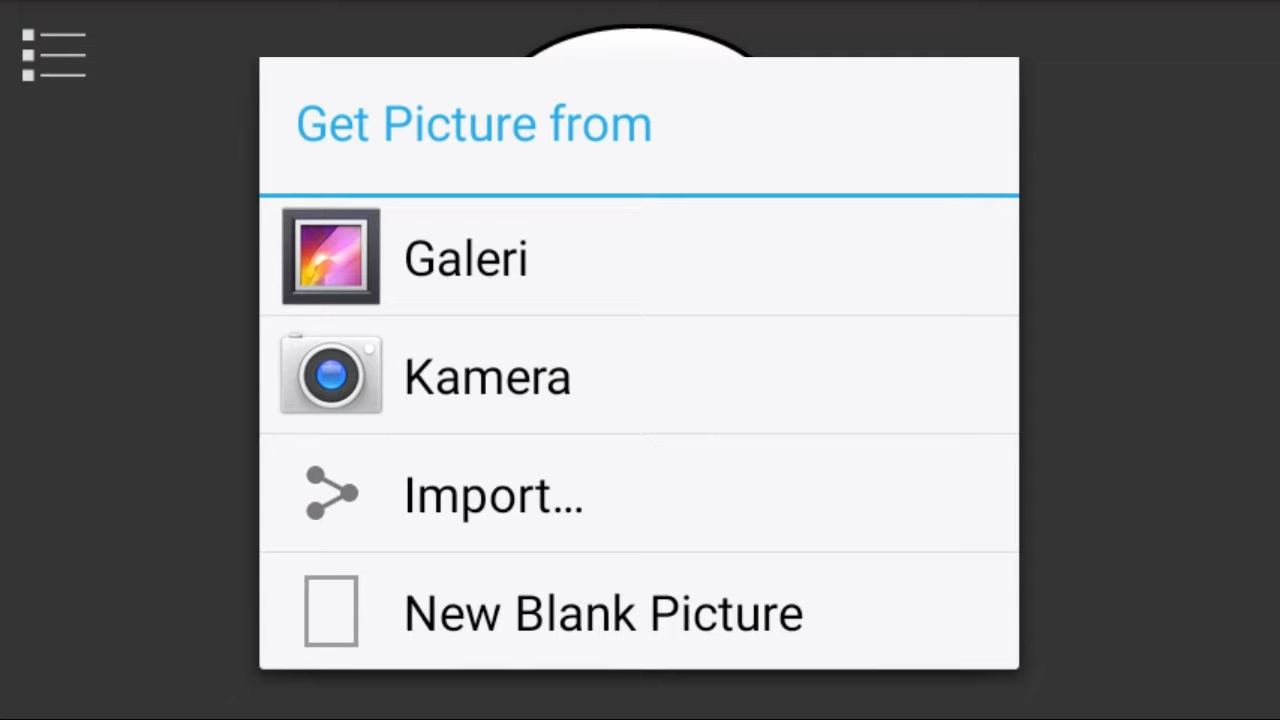 Get Picture from
Galeri
Kamera
Import...
New Blank Picture